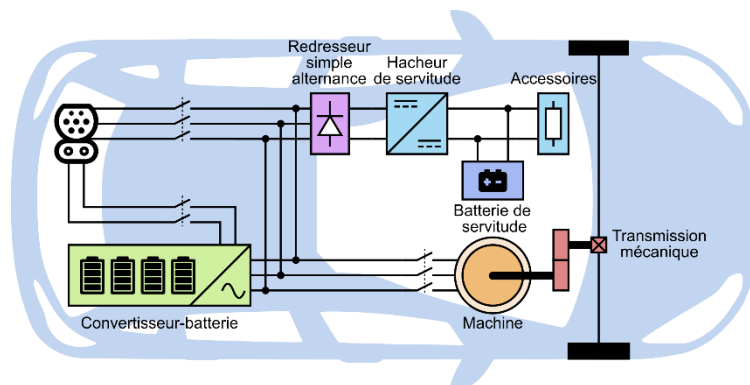 Redresseur
simple
alternance
Hacheur
de servitude
Accessoires
Batterie de
servitude
Transmission
mécanique
Convertisseur-batterie
Machine